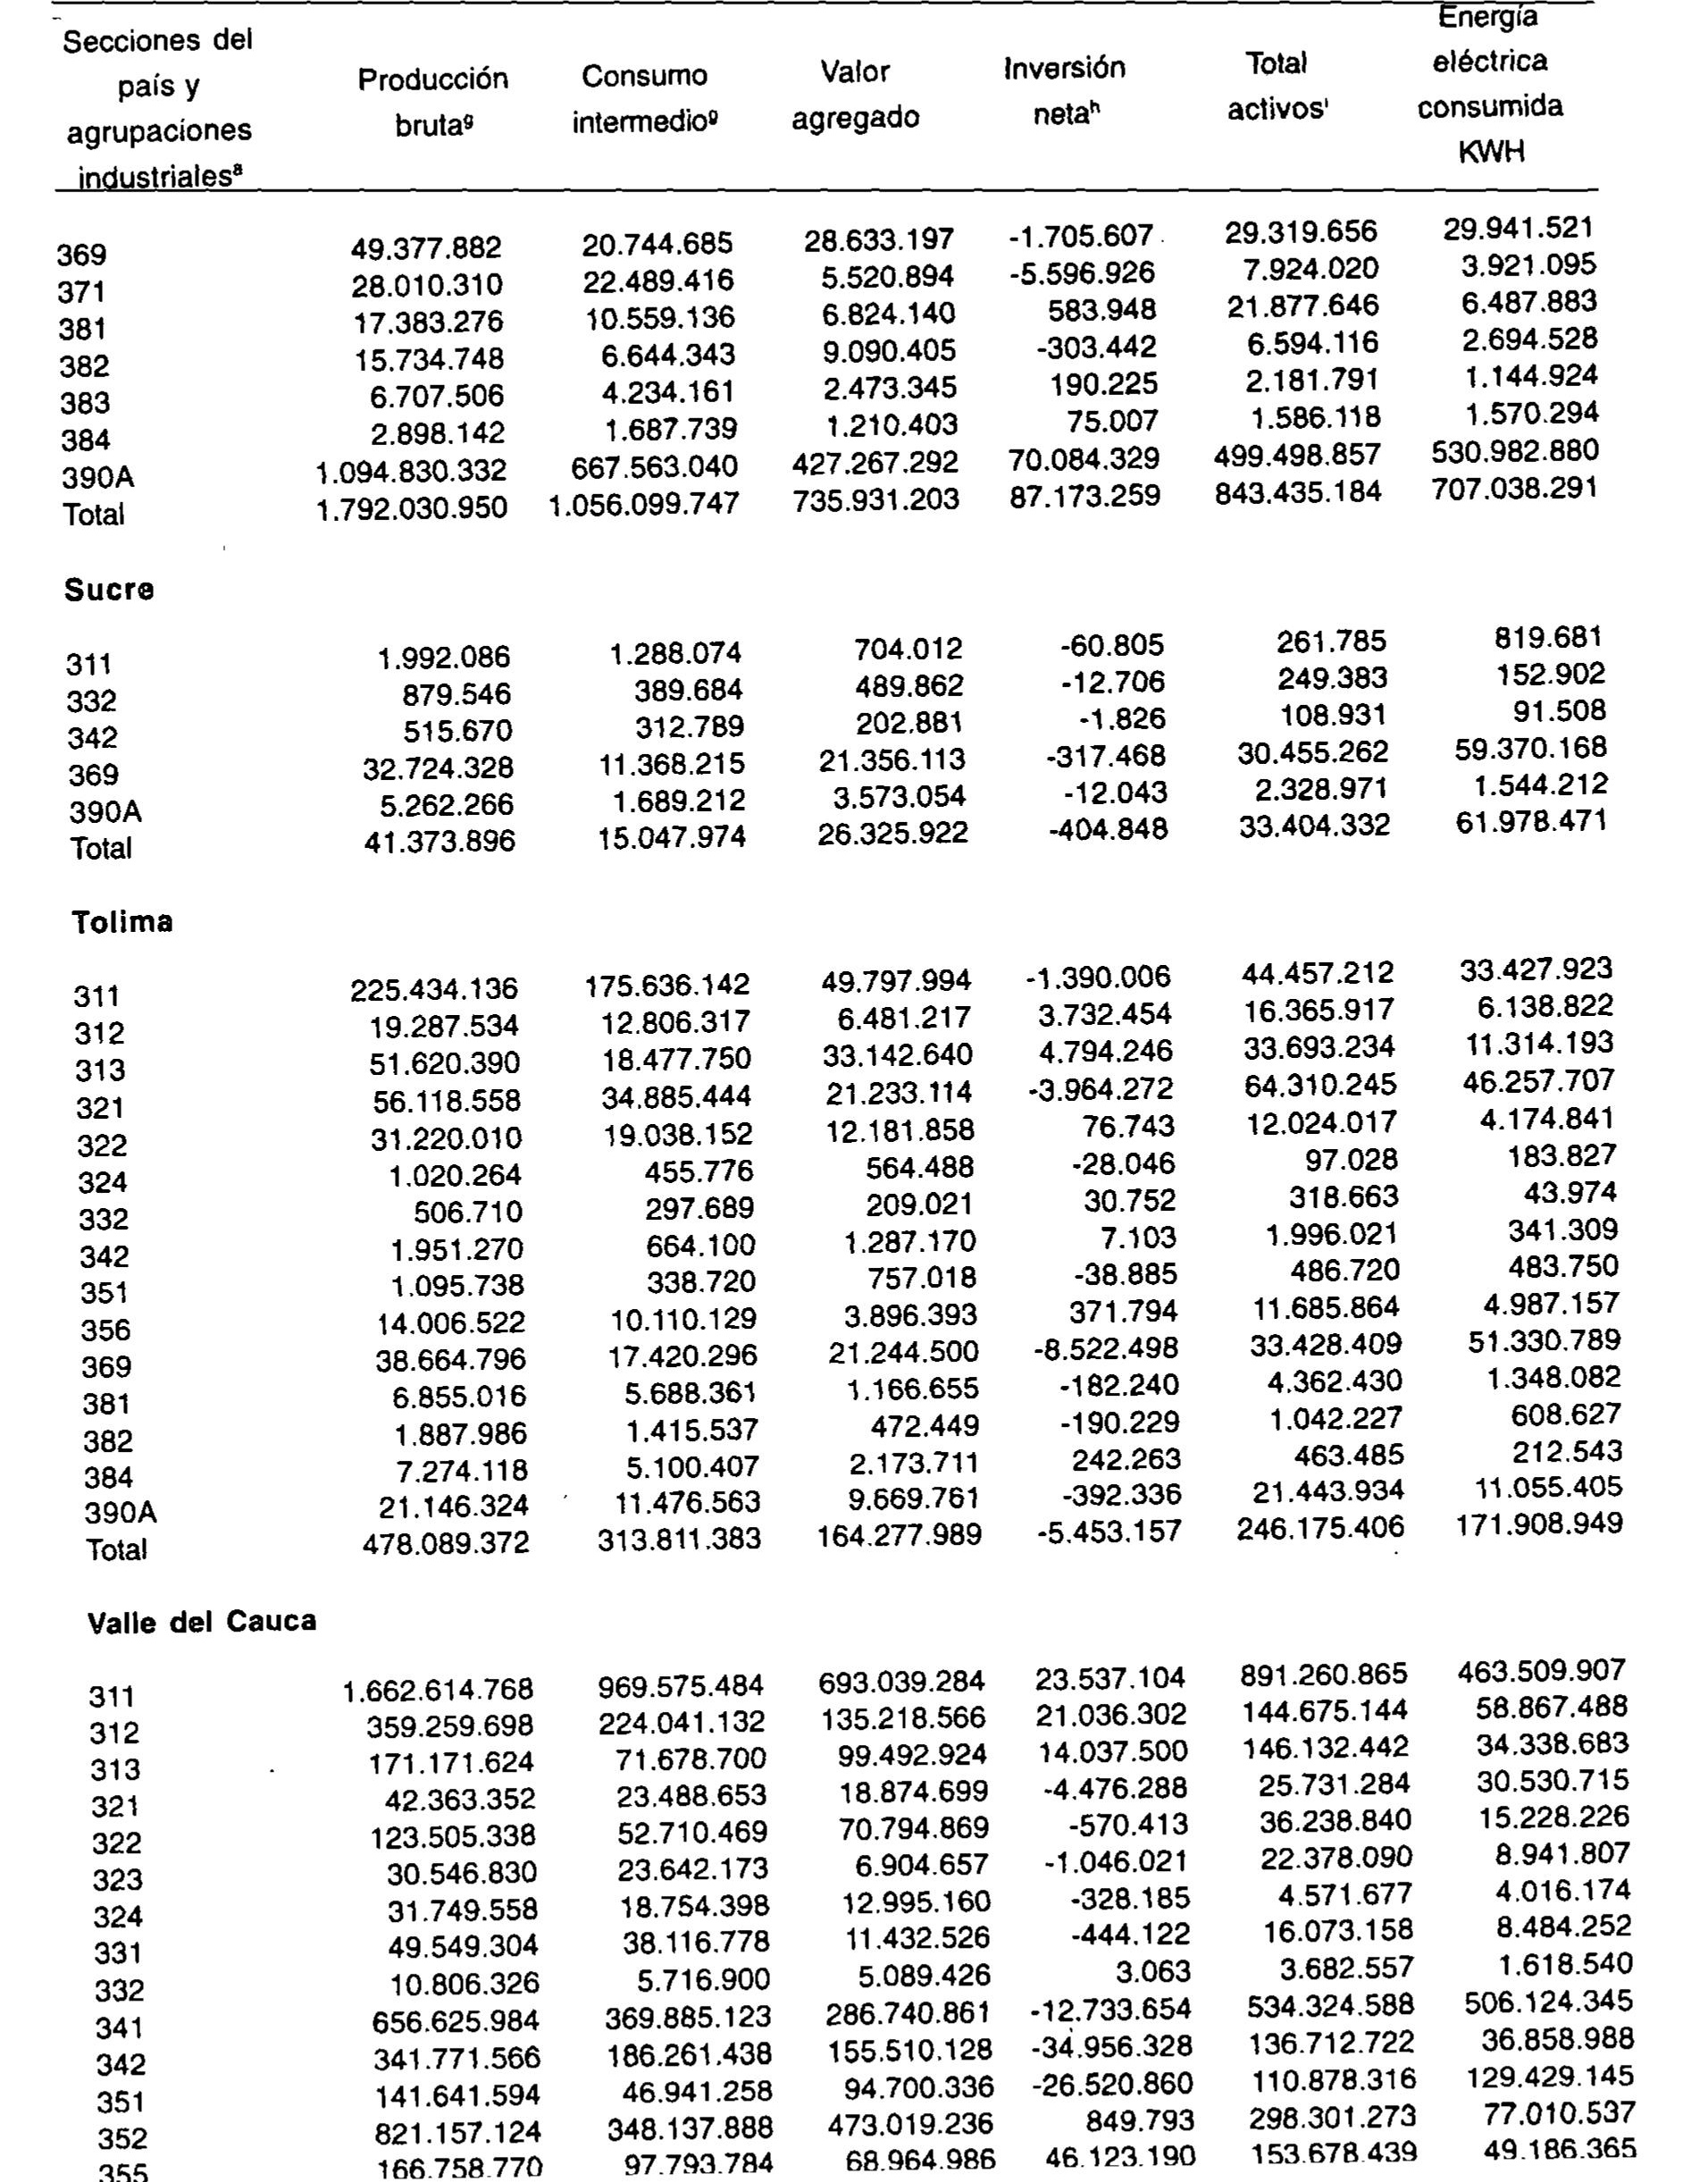 Secciones del país y agrupaciones industriales<sup>a</sup> Producción bruta<sup>g</sup> Consumo intermedio<sup>g</sup> Valor agregado Inversión neta<sup>h</sup> Total activos<sup>i</sup> Energía eléctrica consumida KWH
369 49.377.882 20.744.685 28.633.197 -1.705.607 29.319.656 29.941.521
371 28.010.310 22.489.416 5.520.894 -5.596.926 7.924.020 3.921.095
381 17.383.276 10.559.136 6.824.140 583.948 21.877.646 6.487.883
382 15.734.748 6.644.343 9.090.405 -303.442 6.594.116 2.694.528
383 6.707.506 4.234.161 2.473.345 190.225 2.181.791 1.144.924
384 2.898.142 1.687.739 1.210.403 75.007 1.586.118 1.570.294
390A 1.094.830.332 667.563.040 427.267.292 70.084.329 499.498.857 530.982.880
Total 1.792.030.950 1.056.099.747 735.931.203 87.173.259 843.435.184 707.038.291
Sucre
311 1.992.086 1.288.074 704.012 -60.805 261.785 819.681
332 879.546 389.684 489.862 -12.706 249.383 152.902
342 515.670 312.789 202.881 -1.826 108.931 91.508
369 32.724.328 11.368.215 21.356.113 -317.468 30.455.262 59.370.168
390A 5.262.266 1.689.212 3.573.054 -12.043 2.328.971 1.544.212
Total 41.373.896 15.047.974 26.325.922 -404.848 33.404.332 61.978.471
Tolima
311 225.434.136 175.636.142 49.797.994 -1.390.006 44.457.212 33.427.923
312 19.287.534 12.806.317 6.481.217 3.732.454 16.365.917 6.138.822
313 51.620.390 18.477.750 33.142.640 4.794.246 33.693.234 11.314.193
321 56.118.558 34.885.444 21.233.114 -3.964.272 64.310.245 46.257.707
322 31.220.010 19.038.152 12.181.858 76.743 12.024.017 4.174.841
324 1.020.264 455.776 564.488 -28.046 97.028 183.827
332 506.710 297.689 209.021 30.752 318.663 43.974
342 1.951.270 664.100 1.287.170 7.103 1.996.021 341.309
351 1.095.738 338.720 757.018 -38.885 486.720 483.750
356 14.006.522 10.110.129 3.896.393 371.794 11.685.864 4.987.157
369 38.664.796 17.420.296 21.244.500 -8.522.498 33.428.409 51.330.789
381 6.855.016 5.688.361 1.166.655 -182.240 4.362.430 1.348.082
382 1.887.986 1.415.537 472.449 -190.229 1.042.227 608.627
384 7.274.118 5.100.407 2.173.711 242.263 463.485 212.543
390A 21.146.324 11.476.563 9.669.761 -392.336 21.443.934 11.055.405
Total 478.089.372 313.811.383 164.277.989 -5.453.157 246.175.406 171.908.949
Valle del Cauca
311 1.662.614.768 969.575.484 693.039.284 23.537.104 891.260.865 463.509.907
312 359.259.698 224.041.132 135.218.566 21.036.302 144.675.144 58.867.488
313 171.171.624 71.678.700 99.492.924 14.037.500 146.132.442 34.338.683
321 42.363.352 23.488.653 18.874.699 -4.476.288 25.731.284 30.530.715
322 123.505.338 52.710.469 70.794.869 -570.413 36.238.840 15.228.226
323 30.546.830 23.642.173 6.904.657 -1.046.021 22.378.090 8.941.807
324 31.749.558 18.754.398 12.995.160 -328.185 4.571.677 4.016.174
331 49.549.304 38.116.778 11.432.526 -444.122 16.073.158 8.484.252
332 10.806.326 5.716.900 5.089.426 3.063 3.682.557 1.618.540
341 656.625.984 369.885.123 286.740.861 -12.733.654 534.324.588 506.124.345
342 341.771.566 186.261.438 155.510.128 -34.956.328 136.712.722 36.858.988
351 141.641.594 46.941.258 94.700.336 -26.520.860 110.878.316 129.429.145
352 821.157.124 348.137.888 473.019.236 849.793 298.301.273 77.010.537
355 166.758.770 97.793.784 68.964.986 46.123.190 153.678.439 49.186.365